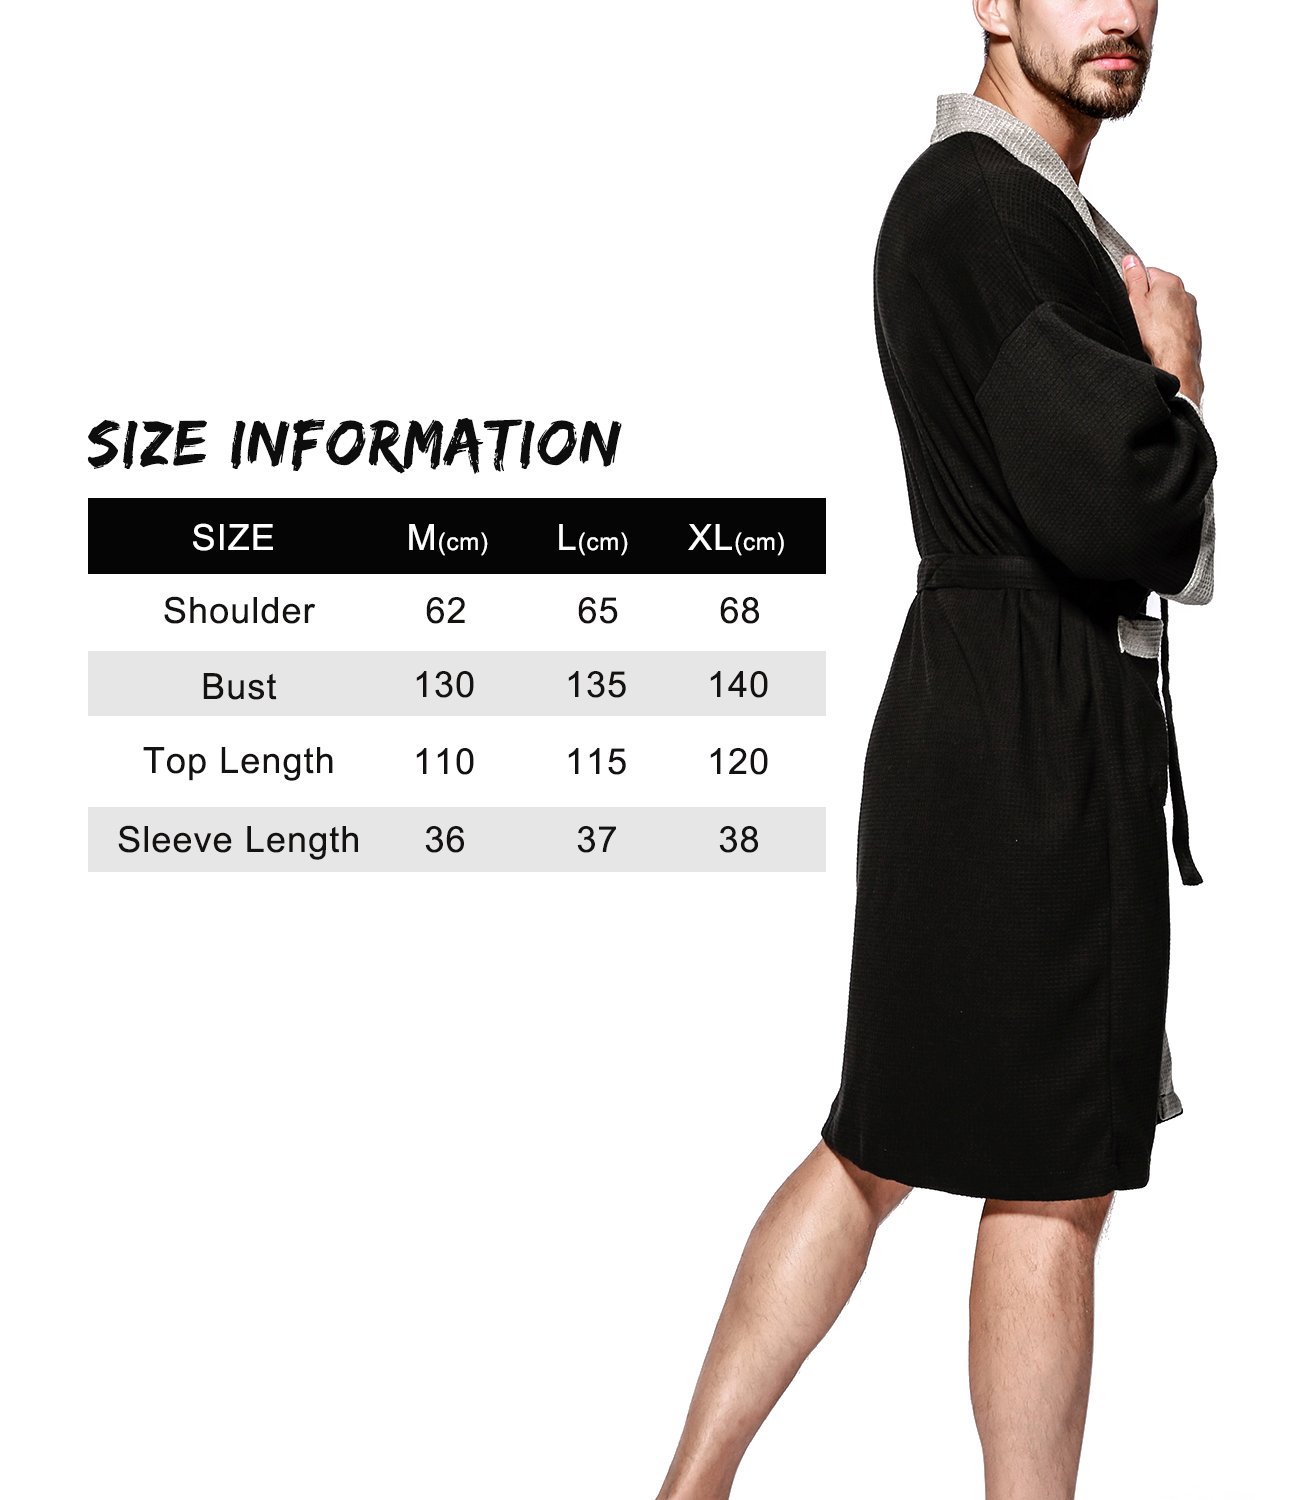 SIZE INFORMATION
SIZE M(cm) L(cm) XL(cm)
Shoulder 62 65 68
Bust 130 135 140
Top Length 110 115 120
Sleeve Length 36 37 38